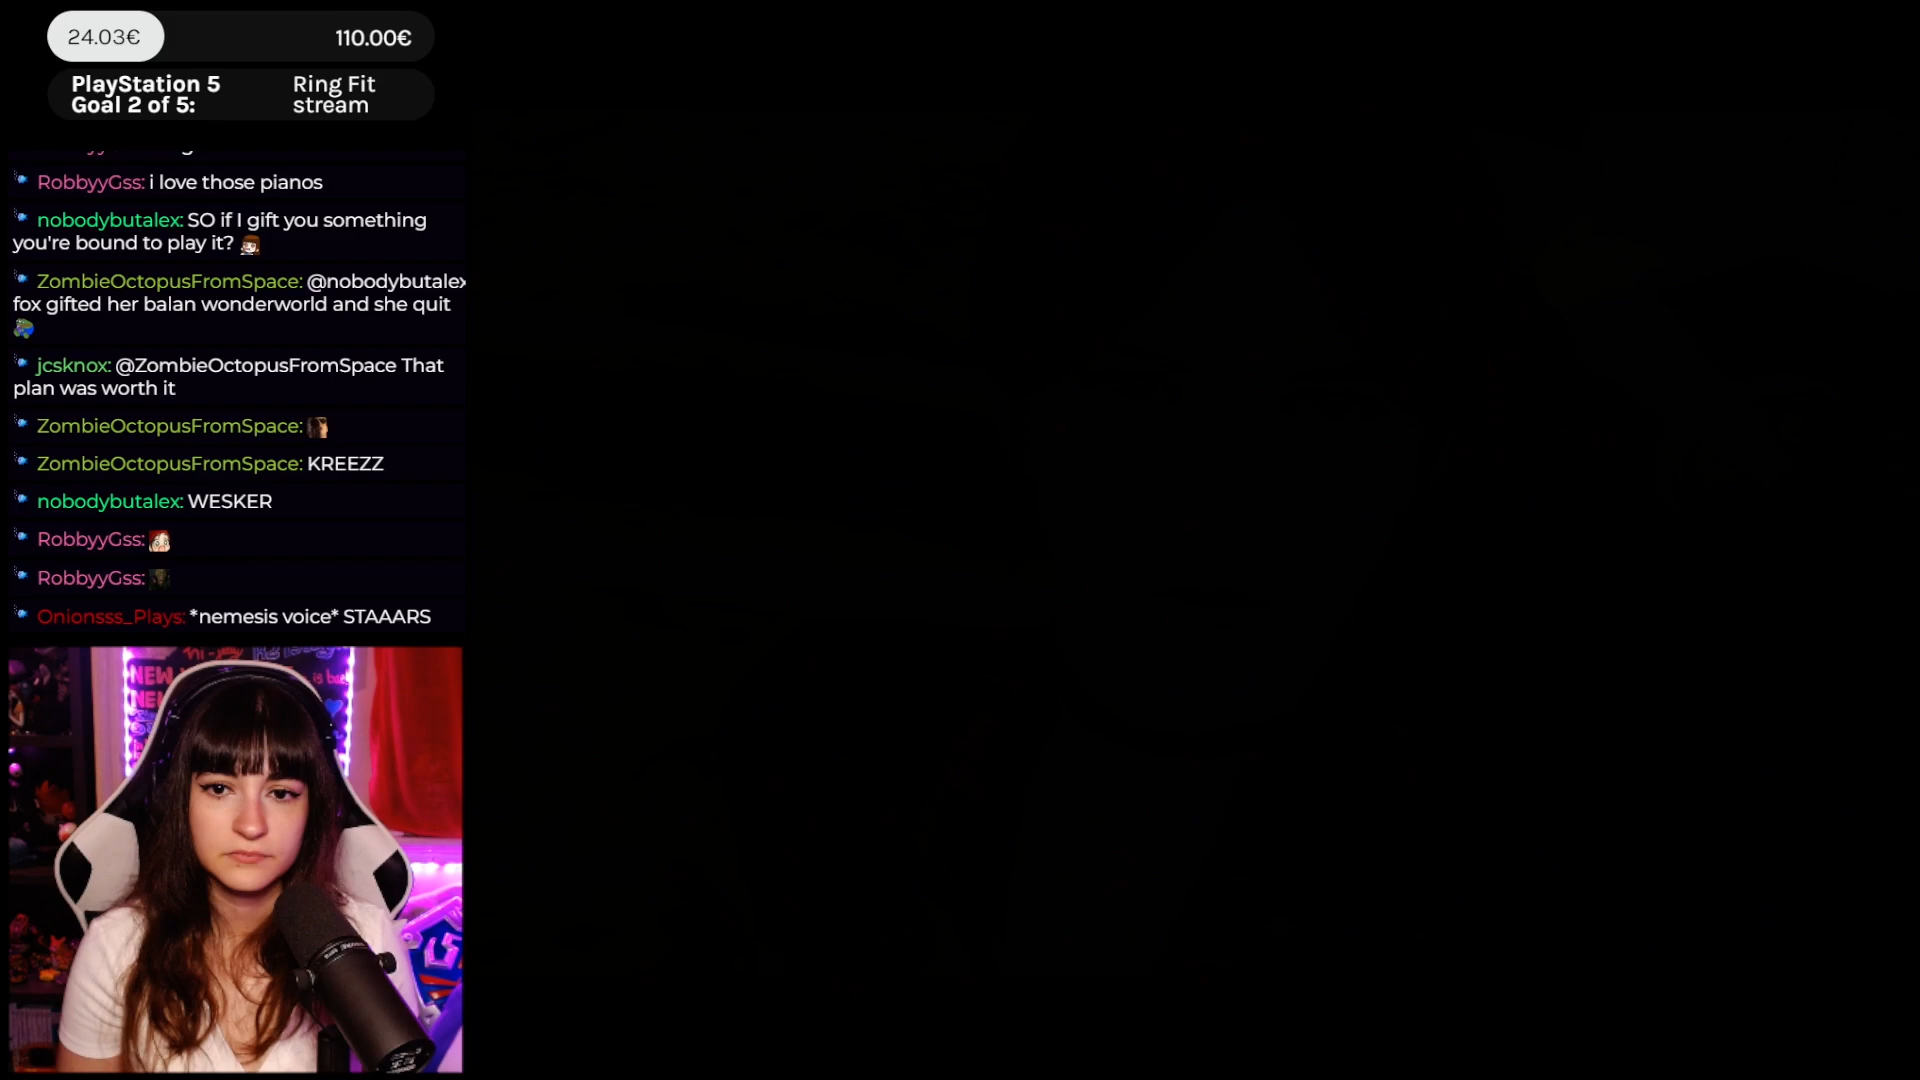 24.03€ 110.00€
PlayStation 5 Ring Fit
Goal 2 of 5: stream
RobbyyGss: i love those pianos
nobodybutalex: SO if I gift you something
you're bound to play it?
ZombieOctopusFromSpace: @nobodybutalex
fox gifted her balan wonderworld and she quit
jcsknox: @ZombieOctopusFromSpace That
plan was worth it
ZombieOctopusFromSpace:
ZombieOctopusFromSpace: KREEZZ
nobodybutalex: WESKER
RobbyyGss:
RobbyyGss:
Onionsss_Plays: *nemesis voice* STAAARS
NEW
is